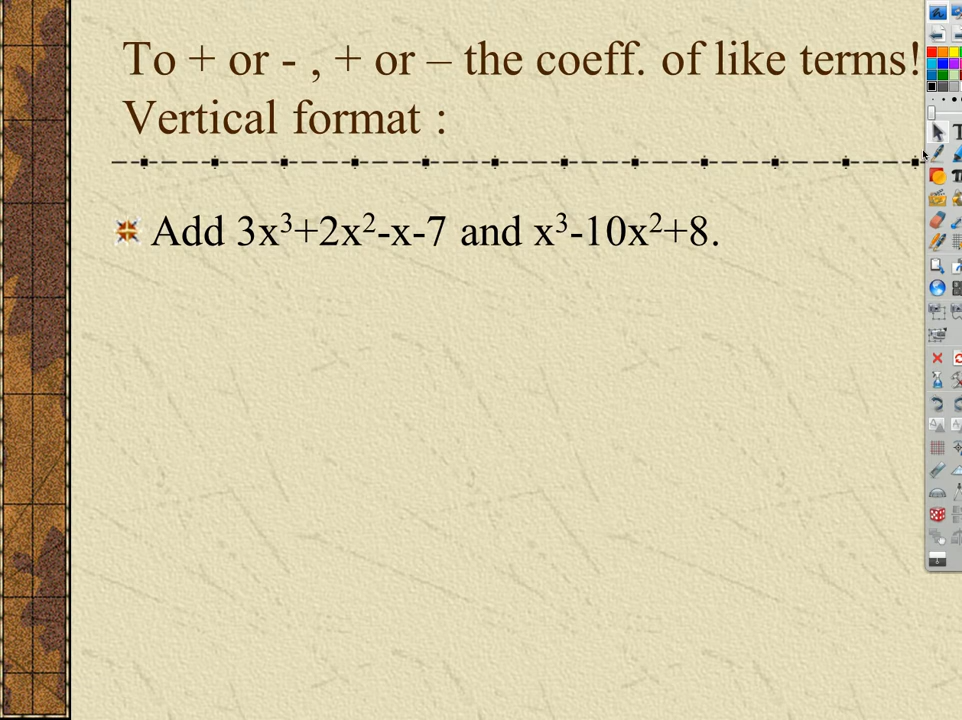 To + or - , + or – the coeff. of like terms!
Vertical format :
Add 3x³+2x²-x-7 and x³-10x²+8.